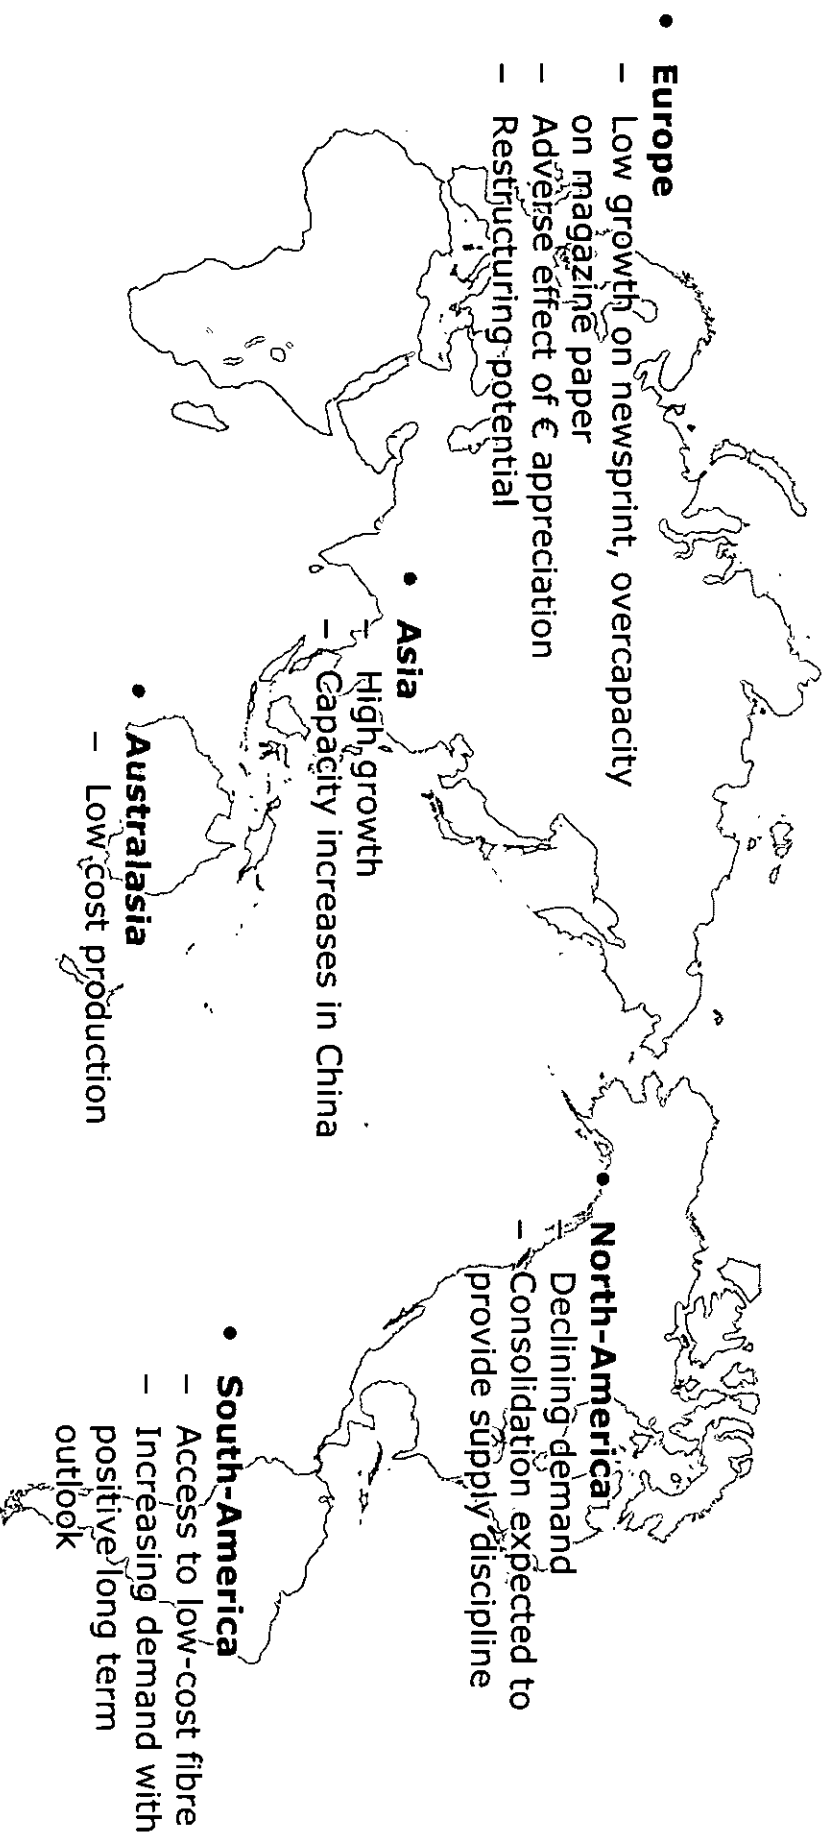 • Europe
– Low growth on newsprint, overcapacity
on magazine paper
– Adverse effect of € appreciation
– Restructuring potential
• Asia
– High growth
– Capacity increases in China
• Australasia
– Low cost production
• North-America
– Declining demand
– Consolidation expected to
provide supply discipline
• South-America
– Access to low-cost fibre
– Increasing demand with
positive long term
outlook